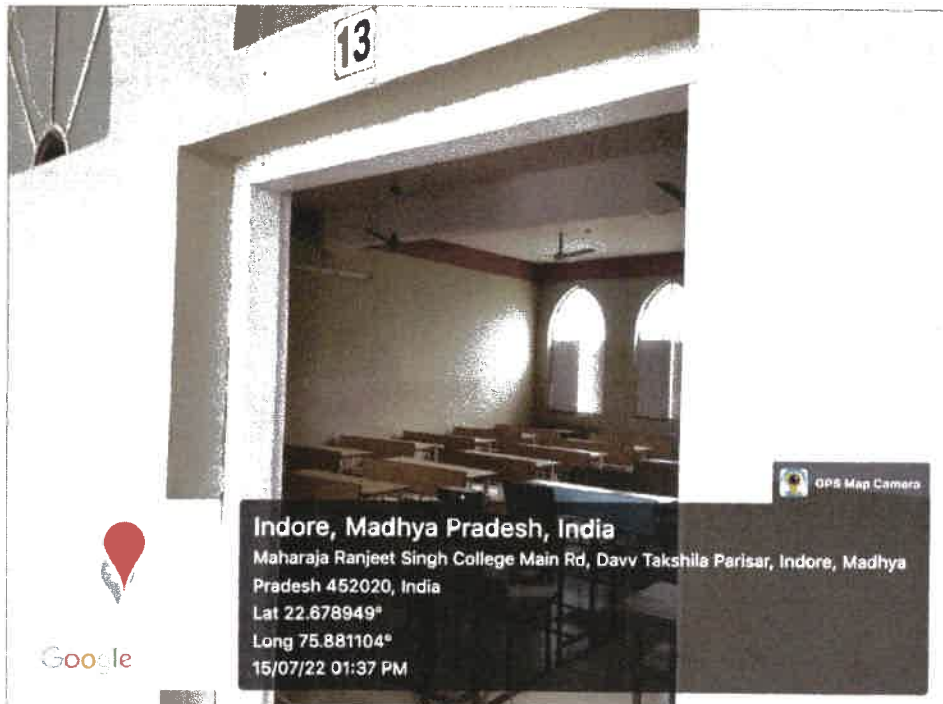 13
GPS Map Camera
Indore, Madhya Pradesh, India
Maharaja Ranjeet Singh College Main Rd, Davv Takshila Parisar, Indore, Madhya
Pradesh 452020, India
Lat 22.678949°
Long 75.881104°
15/07/22 01:37 PM
Google